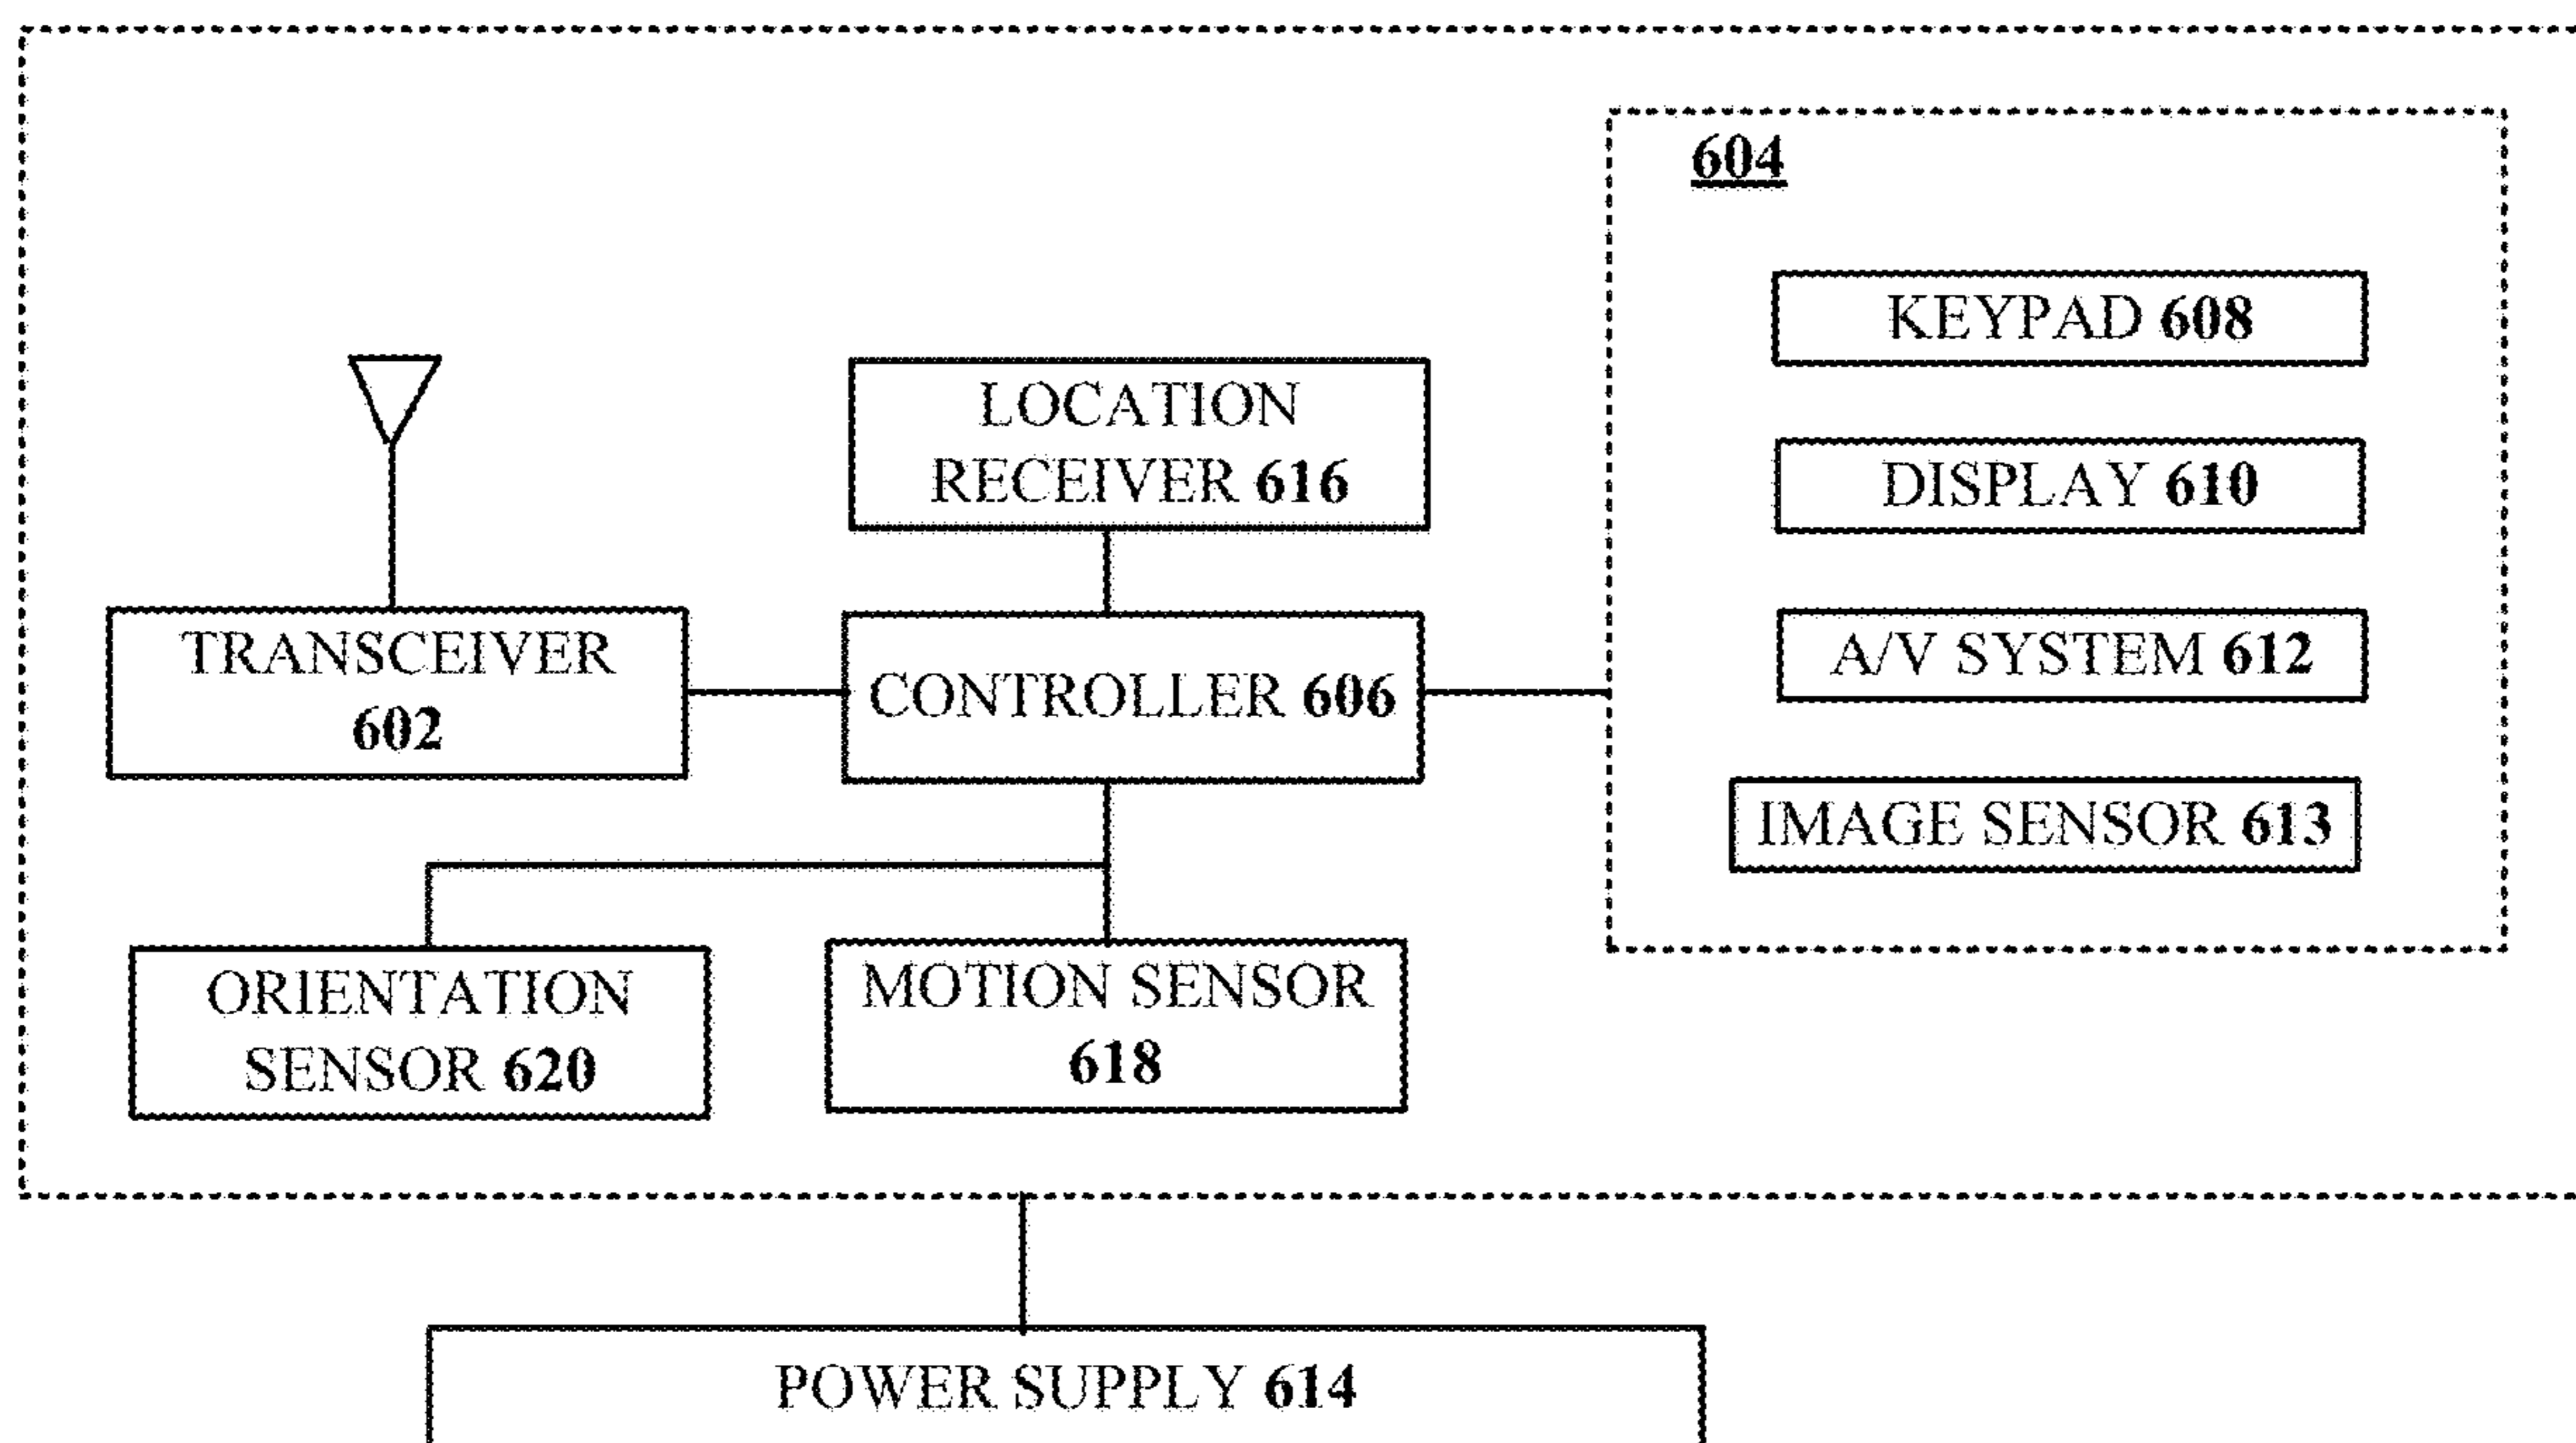 604
KEYPAD 608
LOCATION
RECEIVER 616
DISPLAY 610
TRANSCEIVER
602
CONTROLLER 606
A/V SYSTEM 612
IMAGE SENSOR 613
ORIENTATION
SENSOR 620
MOTION SENSOR
618
POWER SUPPLY 614